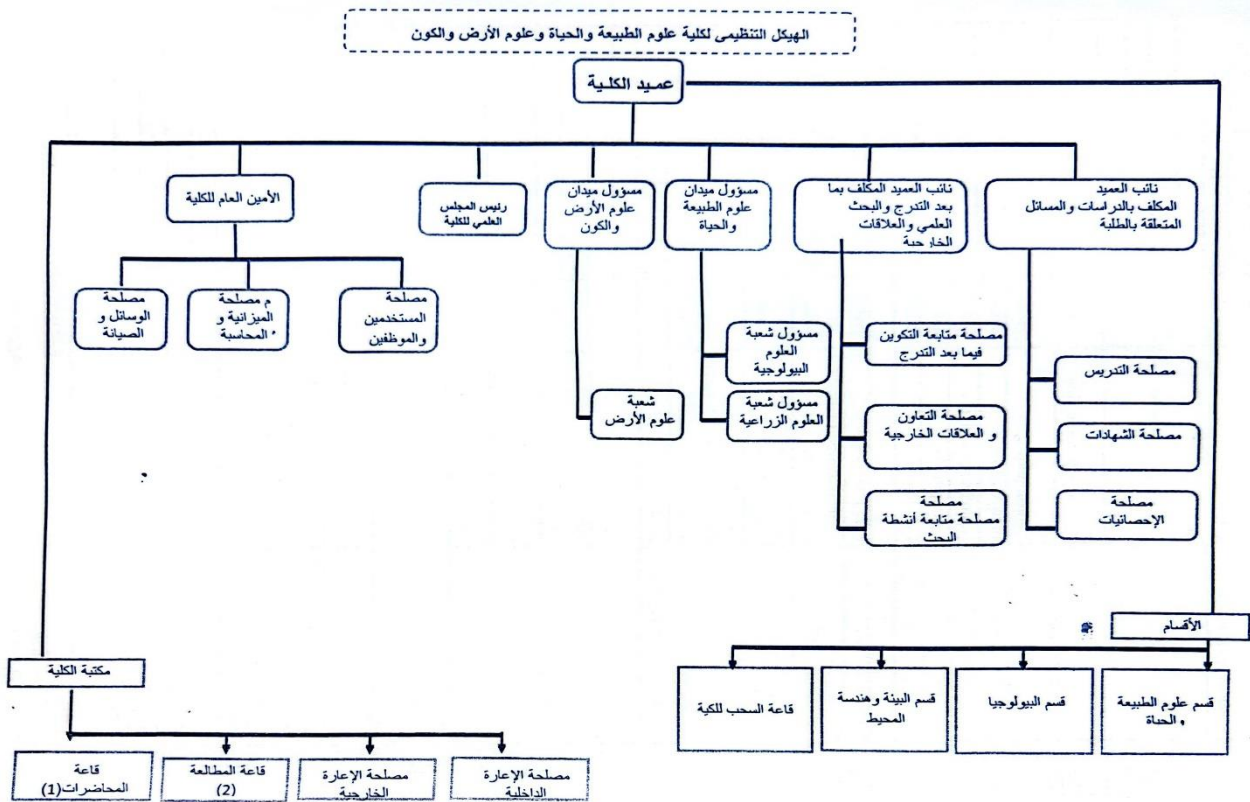 الهيكل التنظيمى لكلية علوم الطبيعة والحياة وعلوم الأرض والكون
عميد الكلية
نائب العميد
المكلف بالدراسات والمسائل
المتعلقة بالطلبة
نائب العميد المكلف بما
بعد التدرج والبحث
العلمي والعلاقات
الخارجية
مسؤول ميدان
علوم الطبيعة
والحياة
مسؤول ميدان
علوم الأرض
والكون
رئيس المجلس
العلمي للكلية
الأمين العام للكلية
مصلحة
المستخدمين
والموظفين
م مصلحة
الميزانية و
المحاسبة
مصلحة
الوسائل و
الصيانة
مصلحة التدريس
مصلحة الشهادات
مصلحة
الإحصائيات
مصلحة متابعة التكوين
فيما بعد التدرج
مصلحة التعاون
و العلاقات الخارجية
مصلحة
مصلحة متابعة أنشطة
البحث
مسؤول شعبة
العلوم
البيولوجية
مسؤول شعبة
العلوم الزراعية
شعبة
علوم الأرض
الأقسام
قسم علوم الطبيعة
والحياة
قسم البيولوجيا
قسم البيئة وهندسة
المحيط
قاعة السحب للكية
مكتبة الكلية
مصلحة الإعارة
الداخلية
مصلحة الإعارة
الخارجية
قاعة المطالعة
(2)
قاعة
المحاضرات(1)